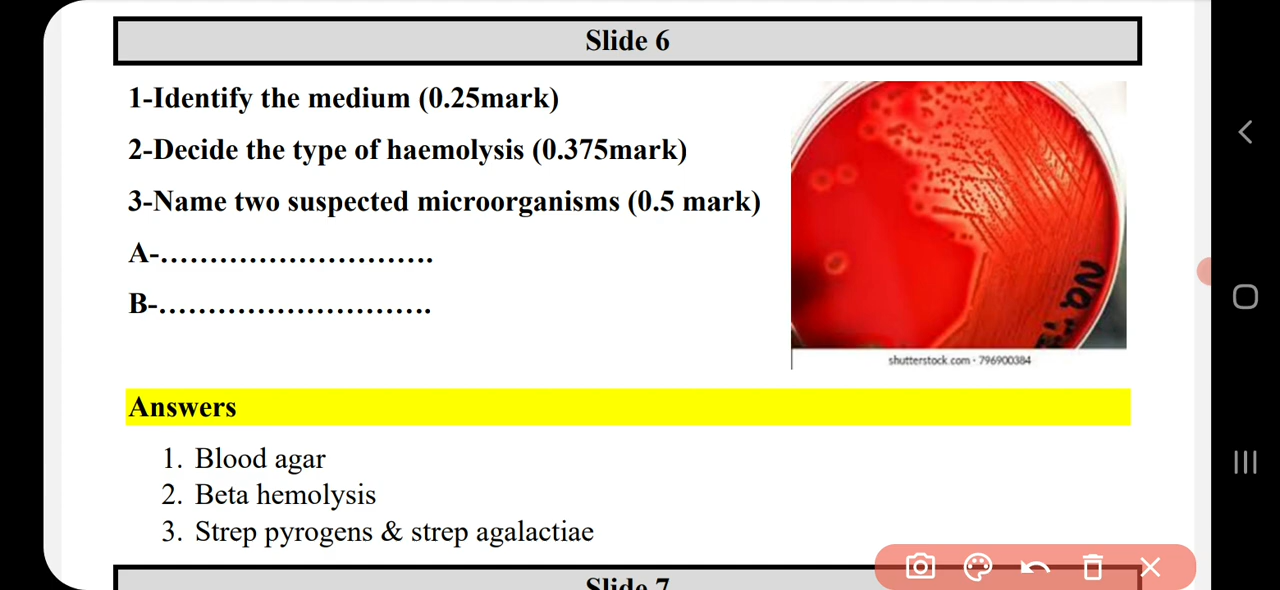 Slide 6
1-Identify the medium (0.25mark)
2-Decide the type of haemolysis (0.375mark)
3-Name two suspected microorganisms (0.5 mark)
A-……………………….
B-……………………….
shutterstock.com · 796900384
Answers
1. Blood agar
2. Beta hemolysis
3. Strep pyrogens & strep agalactiae
Slide 7